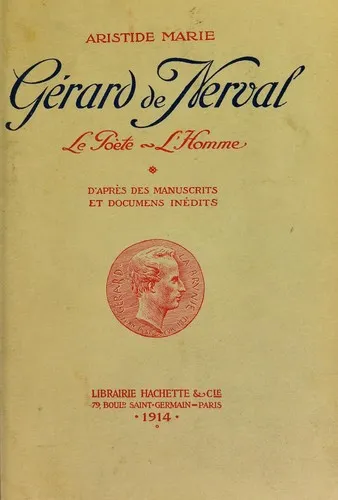 ARISTIDE MARIE
Gérard de Nerval
Le Poète ~ L'Homme
D'APRÈS DES MANUSCRITS
ET DOCUMENS INÉDITS
GERARD
LIBRAIRIE HACHETTE & CIE
79, BOULD SAINT-GERMAIN — PARIS
· 1914 ·